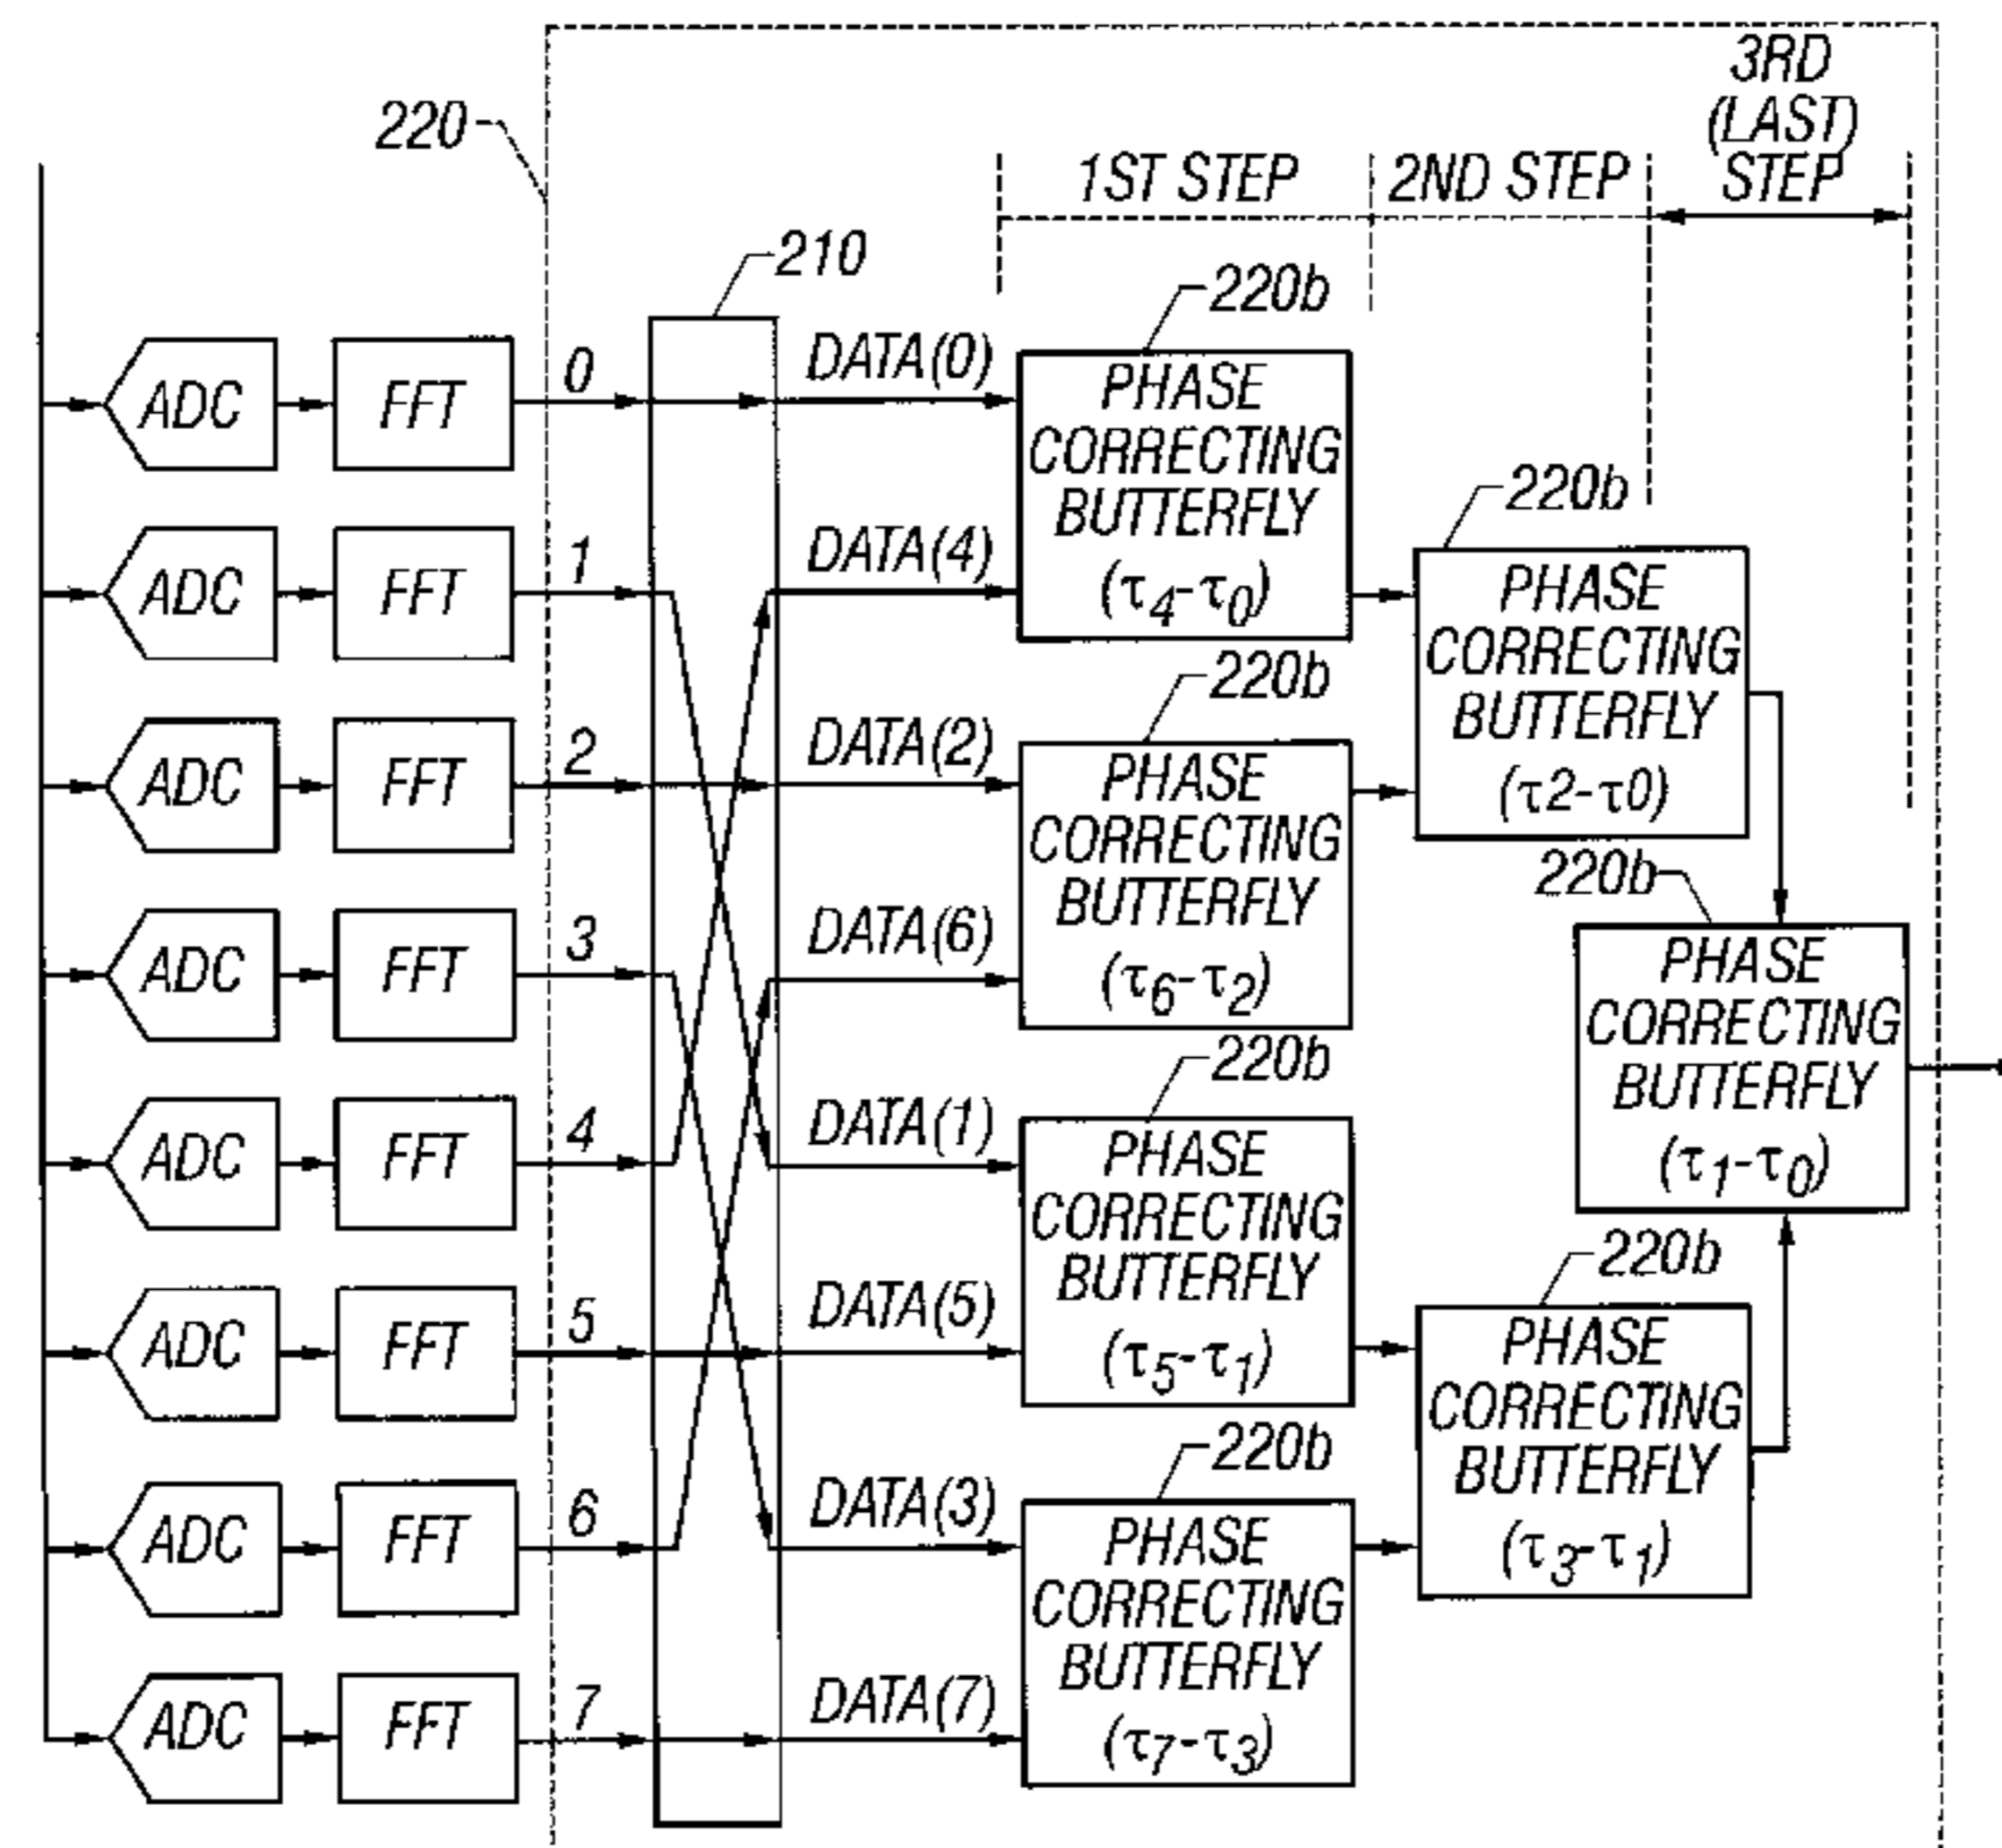 220
3RD
(LAST)
STEP
1ST STEP
2ND STEP
210
220b
ADC
FFT
0
DATA(0)
PHASE
CORRECTING
BUTTERFLY
(τ4-τ0)
ADC
FFT
1
DATA(4)
220b
PHASE
CORRECTING
BUTTERFLY
(τ2-τ0)
220b
ADC
FFT
2
DATA(2)
PHASE
CORRECTING
BUTTERFLY
(τ6-τ2)
ADC
FFT
3
DATA(6)
220b
PHASE
CORRECTING
BUTTERFLY
(τ1-τ0)
220b
ADC
FFT
4
DATA(1)
PHASE
CORRECTING
BUTTERFLY
(τ5-τ1)
ADC
FFT
5
DATA(5)
220b
PHASE
CORRECTING
BUTTERFLY
(τ3-τ1)
220b
ADC
FFT
6
DATA(3)
PHASE
CORRECTING
BUTTERFLY
(τ7-τ3)
ADC
FFT
7
DATA(7)